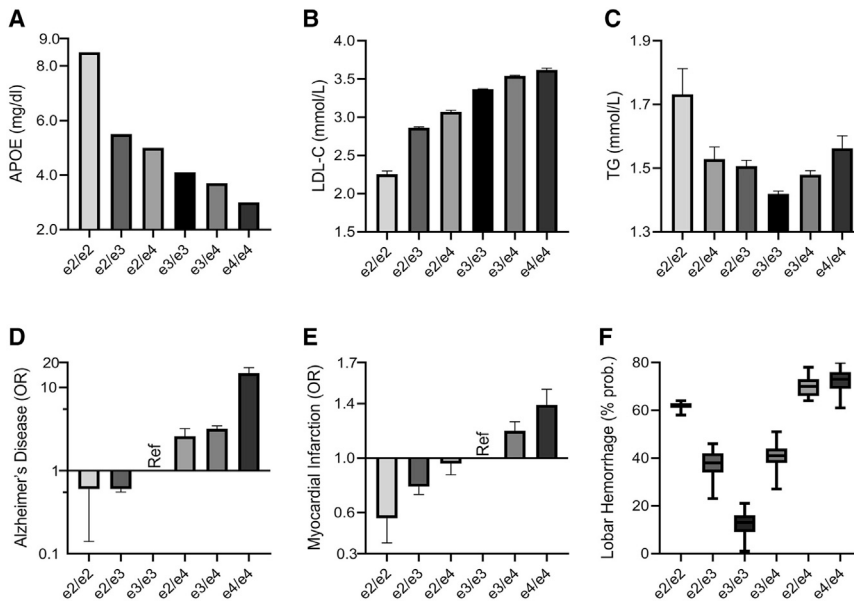 A
APOE (mg/dl)
9.0
8.0
6.0
4.0
2.0
e2/e2
e2/e3
e2/e4
e3/e3
e3/e4
e4/e4
B
LDL-C (mmol/L)
4.0
3.5
3.0
2.5
2.0
1.5
e2/e2
e2/e3
e2/e4
e3/e3
e3/e4
e4/e4
C
TG (mmol/L)
1.9
1.7
1.5
1.3
e2/e2
e2/e4
e2/e3
e3/e3
e3/e4
e4/e4
D
Alzheimer's Disease (OR)
20
10
1
0.1
Ref
e2/e2
e2/e3
e3/e3
e2/e4
e3/e4
e4/e4
E
Myocardial Infarction (OR)
1.7
1.4
1.0
0.6
0.3
Ref
e2/e2
e2/e3
e2/e4
e3/e3
e3/e4
e4/e4
F
Lobar Hemorrhage (% prob.)
80
60
40
20
0
e2/e2
e2/e3
e3/e3
e3/e4
e2/e4
e4/e4